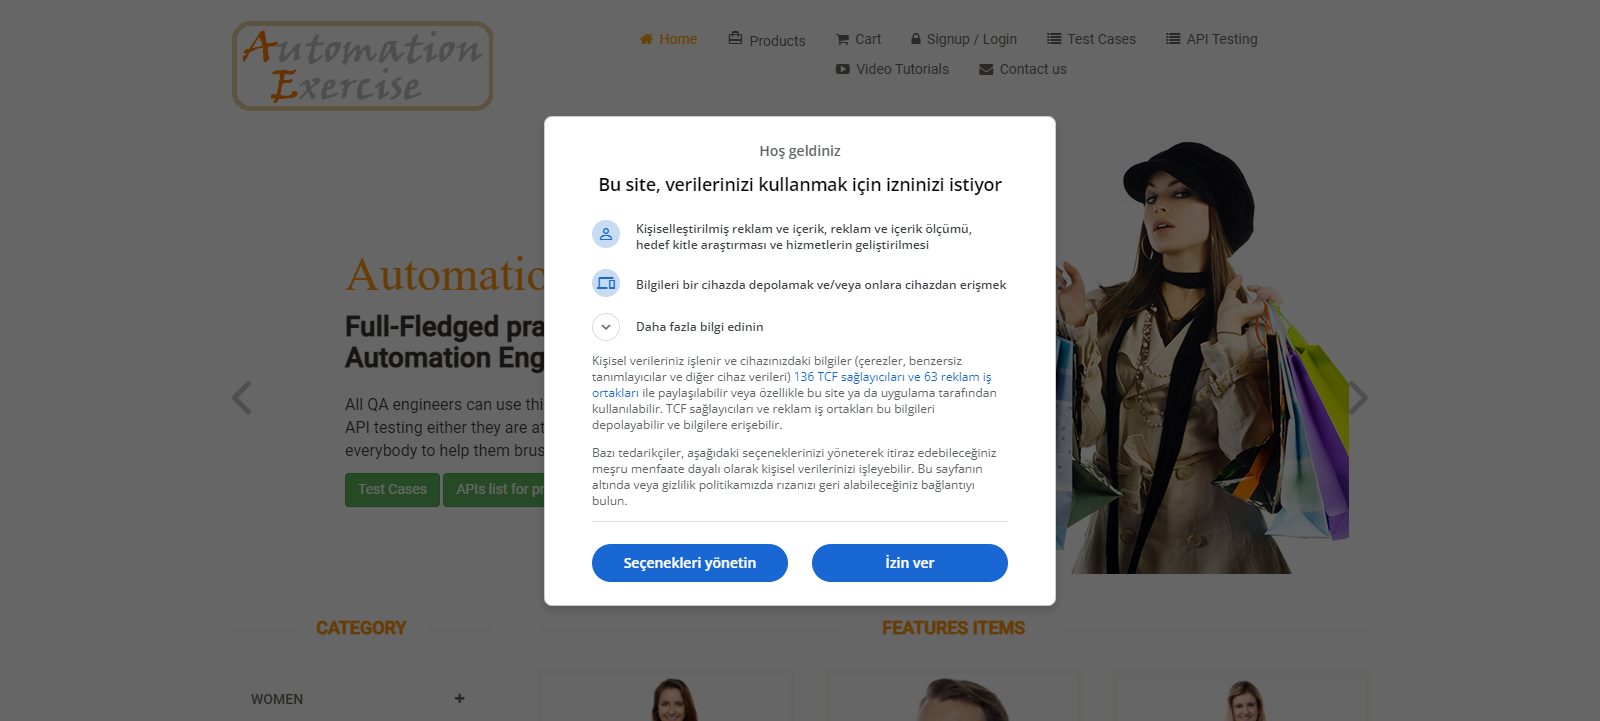 Automation
Exercise
Home
Products
Cart
Signup / Login
Test Cases
API Testing
Video Tutorials
Contact us
Hoş geldiniz
Bu site, verilerinizi kullanmak için izninizi istiyor
Kişiselleştirilmiş reklam ve içerik, reklam ve içerik ölçümü,
hedef kitle araştırması ve hizmetlerin geliştirilmesi
Bilgileri bir cihazda depolamak ve/veya onlara cihazdan erişmek
Daha fazla bilgi edinin
Kişisel verileriniz işlenir ve cihazınızdaki bilgiler (çerezler, benzersiz
tanımlayıcılar ve diğer cihaz verileri) 136 TCF sağlayıcıları ve 63 reklam iş
ortakları ile paylaşılabilir veya özellikle bu site ya da uygulama tarafından
kullanılabilir. TCF sağlayıcıları ve reklam iş ortakları bu bilgileri
depolayabilir ve bilgilere erişebilir.
Bazı tedarikçiler, aşağıdaki seçeneklerinizi yöneterek itiraz edebileceğiniz
meşru menfaate dayalı olarak kişisel verilerinizi işleyebilir. Bu sayfanın
altında veya gizlilik politikamızda rızanızı geri alabileceğiniz bağlantıyı
bulun.
Seçenekleri yönetin
İzin ver
Automatio
Full-Fledged pra
Automation Eng
All QA engineers can use thi
API testing either they are at
everybody to help them brus
Test Cases
APIs list for pr
CATEGORY
FEATURES ITEMS
WOMEN